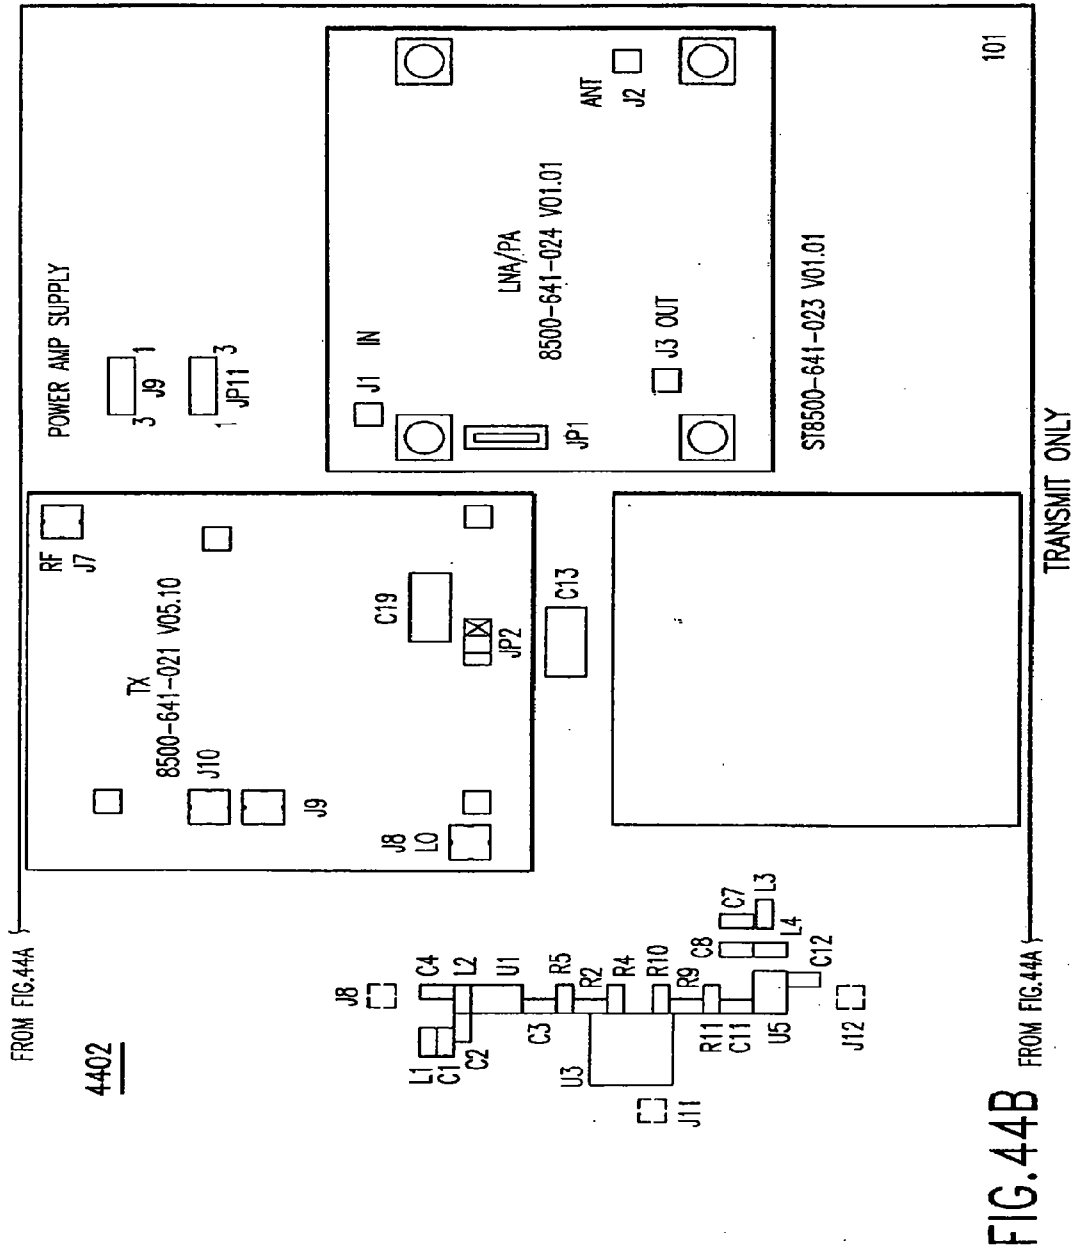 FROM FIG.44A
4402
POWER AMP SUPPLY
3
1
J9
1
3
JP11
RF
J7
TX
8500-641-021 V05.10
J10
J9
J8
LO
C19
JP2
C13
J1
IN
LNA/PA
8500-641-024 V01.01
ANT
J2
J3 OUT
JP1
ST8500-641-023 V01.01
101
J8
L1
C1
C2
C4
L2
U1
C3
R5
R2
R4
U3
J11
R10
R9
R11
C11
U5
C8
C7
L3
L4
C12
J12
TRANSMIT ONLY
FROM FIG.44A
FIG.44B